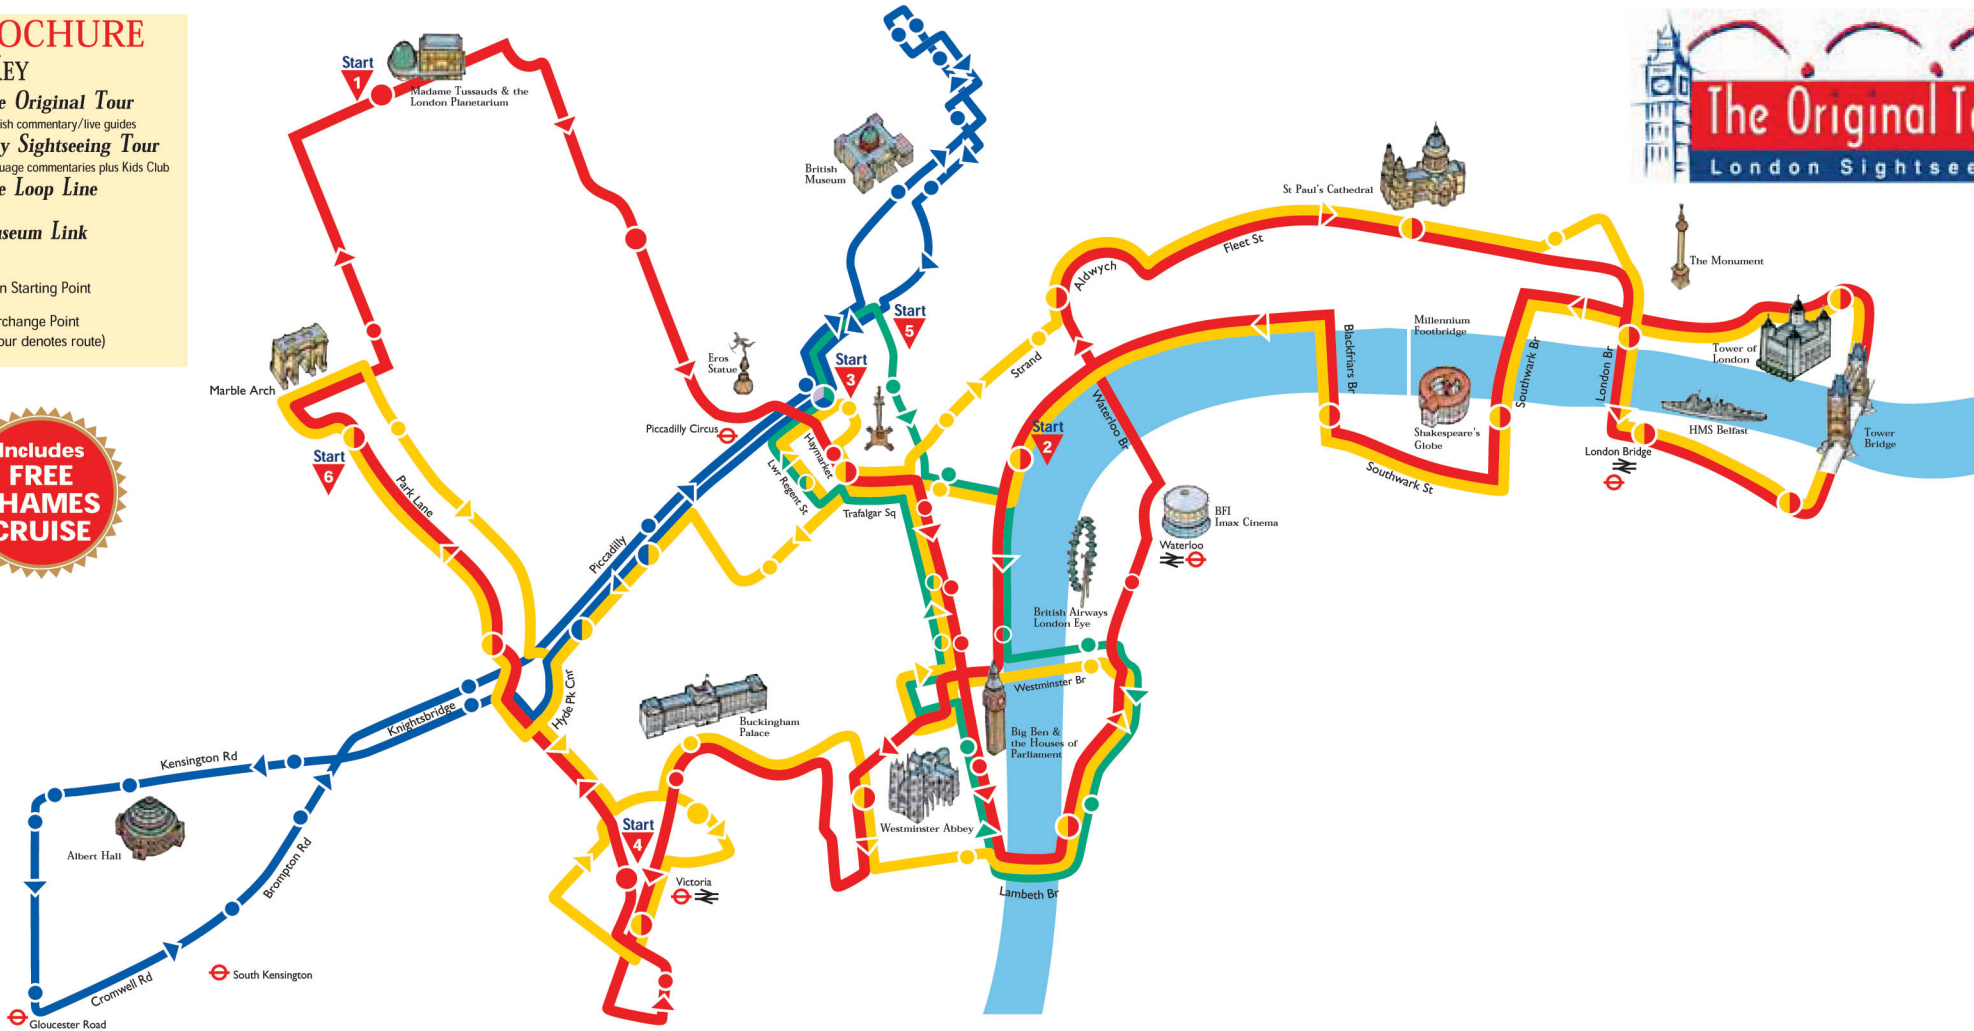 OCHURE
KEY
e Original Tour
ish commentary/live guides
y Sightseeing Tour
uage commentaries plus Kids Club
e Loop Line
useum Link
n Starting Point
rchange Point
our denotes route)
Includes
FREE
THAMES
CRUISE
Start
1
Madame Tussauds & the
London Planetarium
British
Museum
St Paul's Cathedral
The Original To
London Sightsee
The Monument
Fleet St
Aldwych
Start
5
Millennium
Footbridge
Blackfriars Br
Southwark Br
London Br
Tower of
London
Eros
Statue
Start
3
Strand
Marble Arch
Piccadilly Circus
Haymarket
Lwr Regent St
Trafalgar Sq
Waterloo Br
Start
2
Shakespeare's
Globe
Southwark St
London Bridge
HMS Belfast
Tower
Bridge
Start
6
Park Lane
Piccadilly
BFI
Imax Cinema
Waterloo
British Airways
London Eye
Westminster Br
Hyde Pk Cnr
Knightsbridge
Buckingham
Palace
Big Ben &
the Houses of
Parliament
Kensington Rd
Albert Hall
Brompton Rd
Start
4
Westminster Abbey
Victoria
Lambeth Br
Cromwell Rd
South Kensington
Gloucester Road